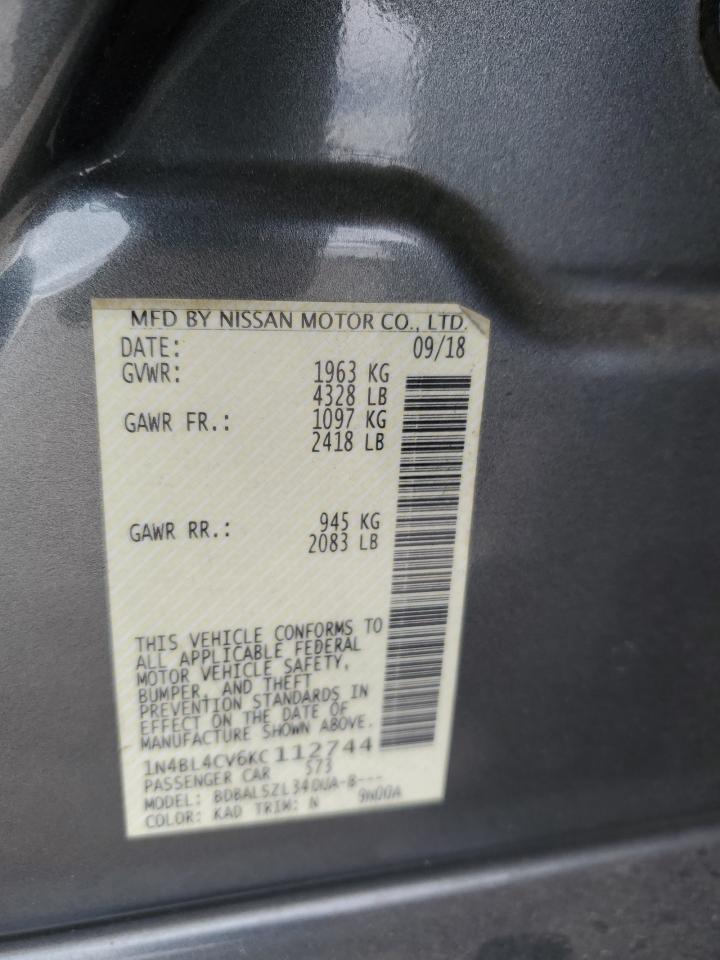 MFD BY NISSAN MOTOR CO., LTD.
DATE: 09/18
GVWR: 1963 KG
4328 LB
GAWR FR.: 1097 KG
2418 LB
GAWR RR.: 945 KG
2083 LB
THIS VEHICLE CONFORMS TO
ALL APPLICABLE FEDERAL
MOTOR VEHICLE SAFETY,
BUMPER, AND THEFT
PREVENTION STANDARDS IN
EFFECT ON THE DATE OF
MANUFACTURE SHOWN ABOVE.
1N4BL4CV6KC112744
PASSENGER CAR 573
MODEL: BDBALSZL34DUA-B---
COLOR: KAD TRIM: N